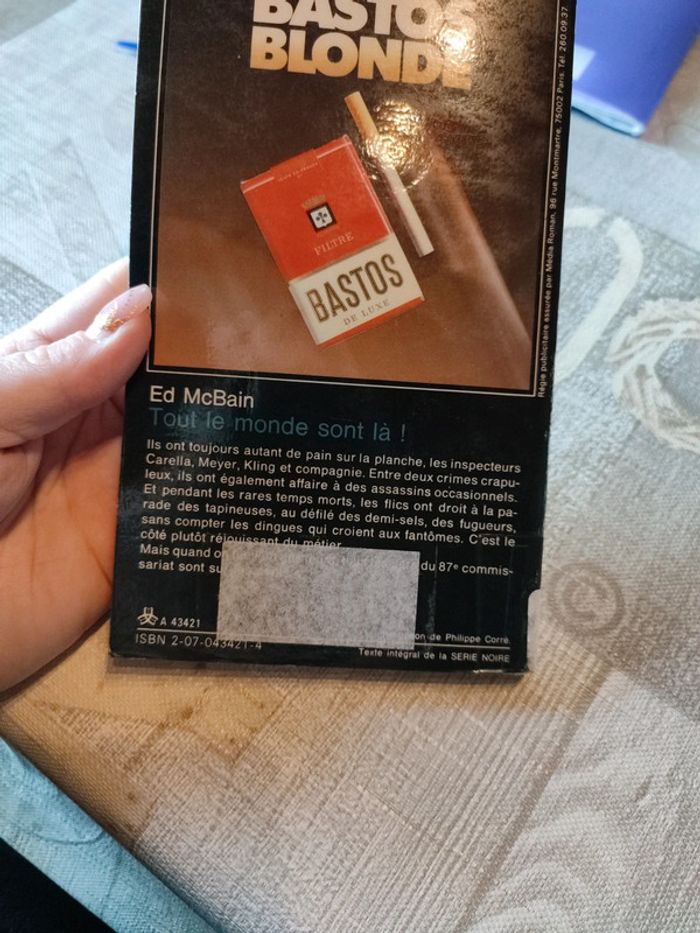 BASTOS
BLONDE
FILTRE
BASTOS
DE LUXE
Régie publicitaire assurée par Média Roman, 96 rue Montmartre, 75002 Paris. Tél. 260.09.37.
Ed McBain
Tout le monde sont là !
Ils ont toujours autant de pain sur la planche, les inspecteurs
Carella, Meyer, Kling et compagnie. Entre deux crimes crapu-
leux, ils ont également affaire à des assassins occasionnels.
Et pendant les rares temps morts, les flics ont droit à la pa-
rade des tapineuses, au défilé des demi-sels, des fugueurs,
sans compter les dingues qui croient aux fantômes. C'est le
côté plutôt réjouissant du métier.
Mais quand du 87e commis-
sariat sont
A 43421
ISBN 2-07-043421-4
de Philippe Corré.
Texte intégral de la SERIE NOIRE